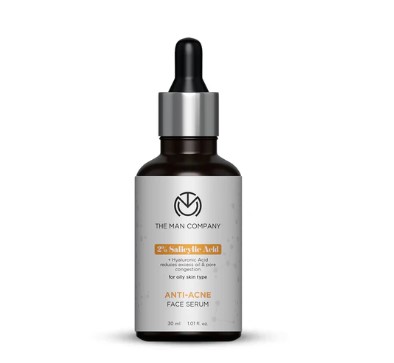 THE MAN COMPANY
2% Salicylic Acid
+ Hyaluronic Acid
reduces excess oil & pore
congestion
for oily skin type
ANTI-ACNE
FACE SERUM
30 ml 1.01 fl. oz.